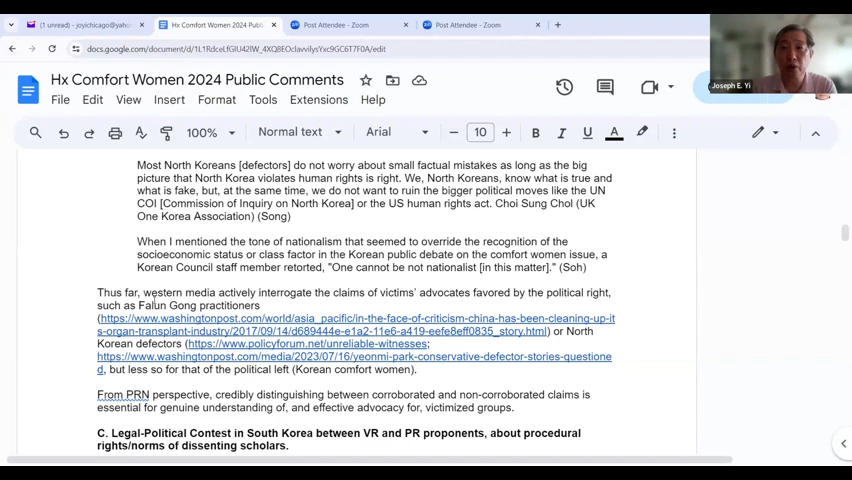 (1 unread) - joyichicago@yaho
Hx Comfort Women 2024 Publi
Post Attendee - Zoom
Post Attendee - Zoom
docs.google.com/document/d/1L1RdceLfGIU42IW_4XQ8EOclavvilysYxc9GC6T7F0A/edit
Joseph E. Yi
Hx Comfort Women 2024 Public Comments
File Edit View Insert Format Tools Extensions Help
100% Normal text Arial 10 B I U A
Most North Koreans [defectors] do not worry about small factual mistakes as long as the big
picture that North Korea violates human rights is right. We, North Koreans, know what is true and
what is fake, but, at the same time, we do not want to ruin the bigger political moves like the UN
COI [Commission of Inquiry on North Korea] or the US human rights act. Choi Sung Chol (UK
One Korea Association) (Song)
When I mentioned the tone of nationalism that seemed to override the recognition of the
socioeconomic status or class factor in the Korean public debate on the comfort women issue, a
Korean Council staff member retorted, "One cannot be not nationalist [in this matter]." (Soh)
Thus far, western media actively interrogate the claims of victims' advocates favored by the political right,
such as Falun Gong practitioners
(https://www.washingtonpost.com/world/asia_pacific/in-the-face-of-criticism-china-has-been-cleaning-up-it
s-organ-transplant-industry/2017/09/14/d689444e-e1a2-11e6-a419-eefe8eff0835_story.html) or North
Korean defectors (https://www.policyforum.net/unreliable-witnesses;
https://www.washingtonpost.com/media/2023/07/16/yeonmi-park-conservative-defector-stories-questione
d, but less so for that of the political left (Korean comfort women).
From PRN perspective, credibly distinguishing between corroborated and non-corroborated claims is
essential for genuine understanding of, and effective advocacy for, victimized groups.
C. Legal-Political Contest in South Korea between VR and PR proponents, about procedural
rights/norms of dissenting scholars.